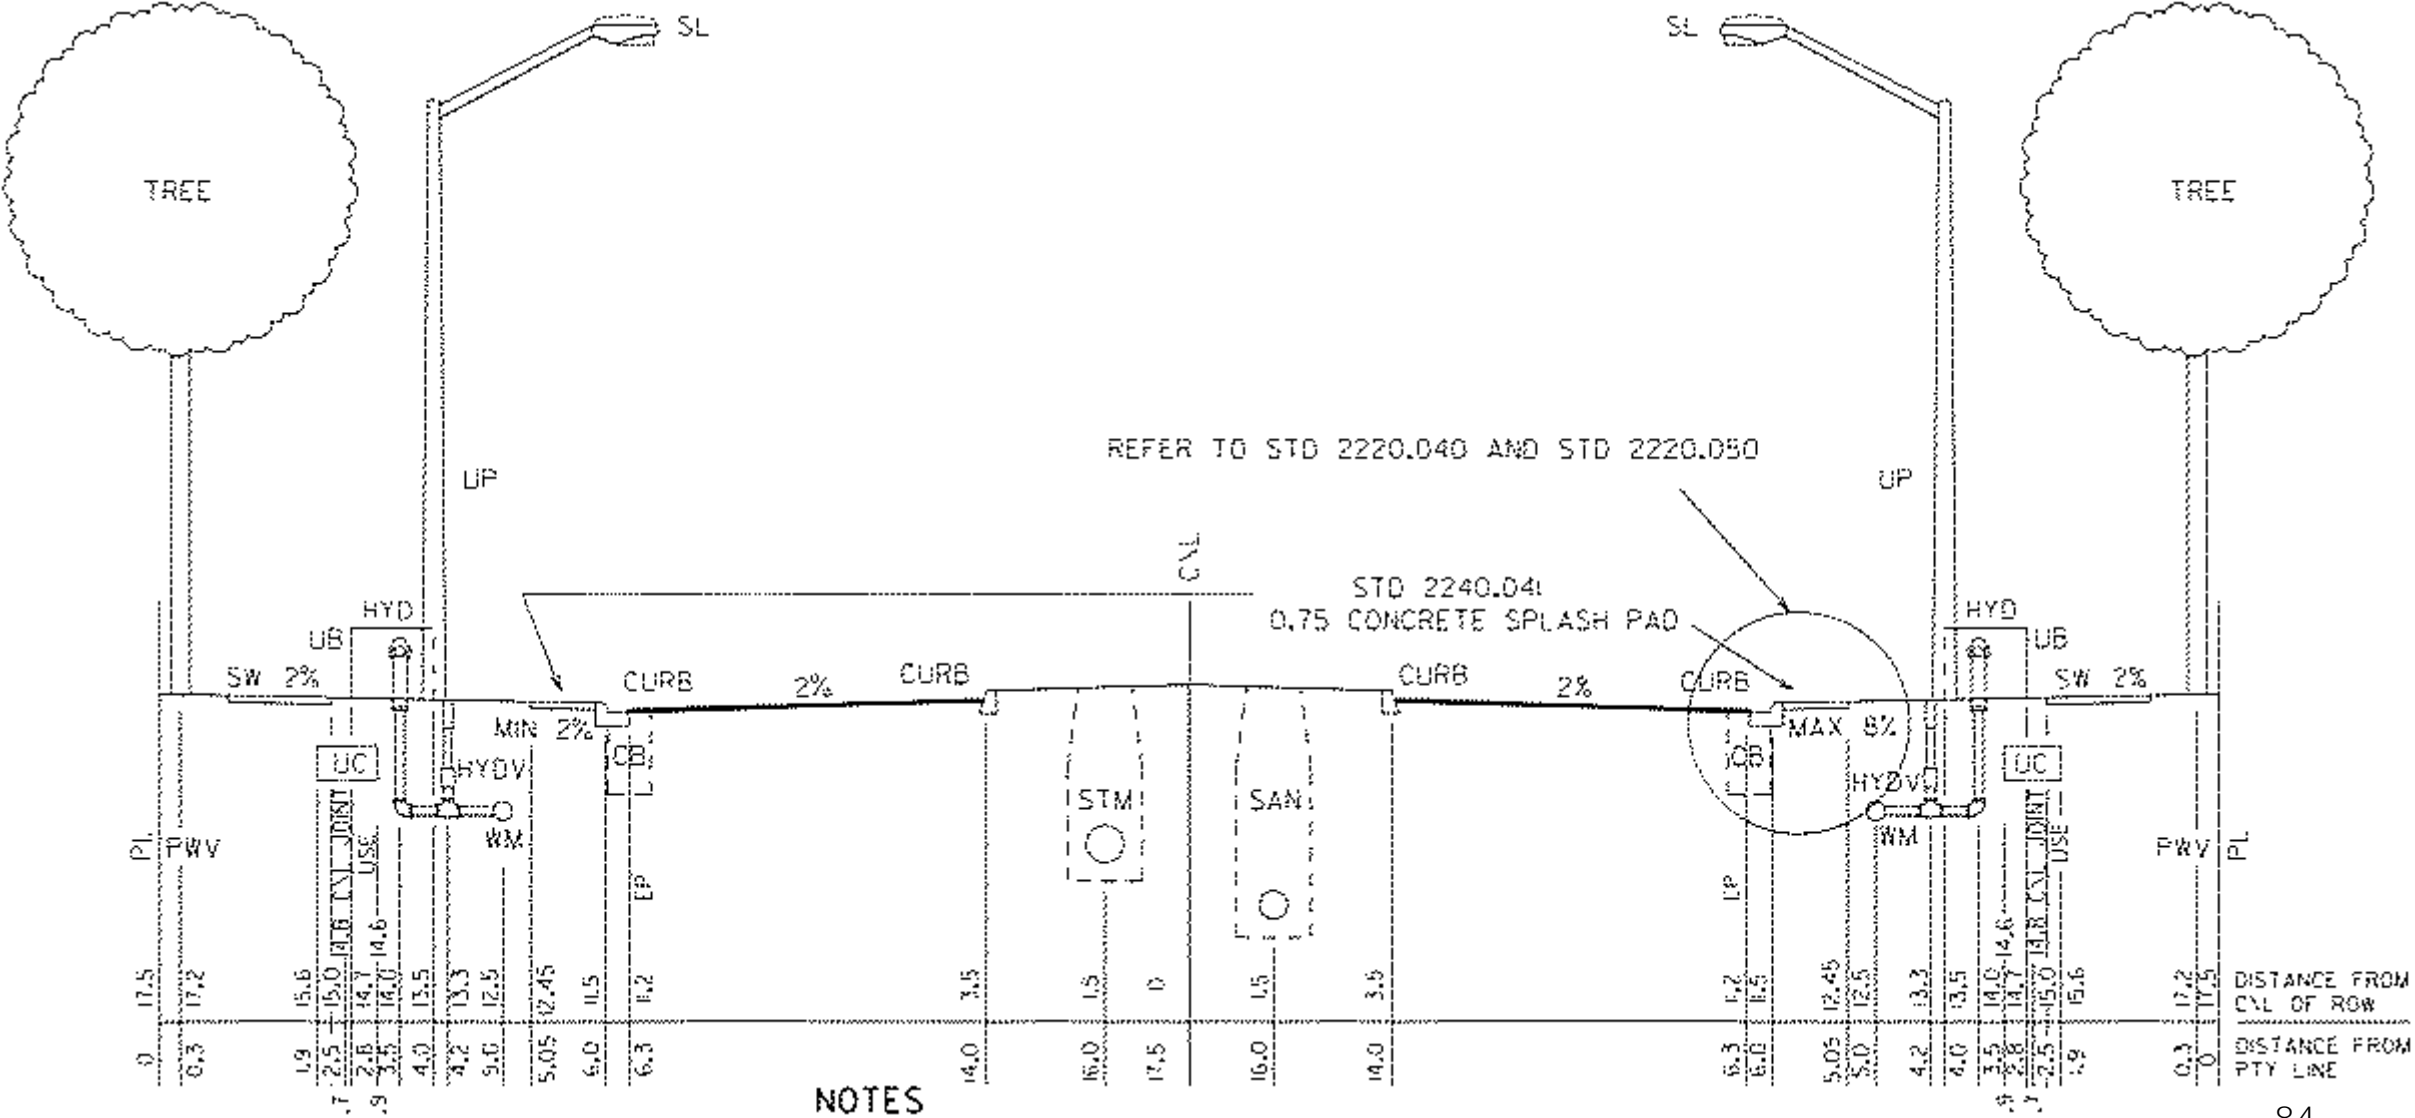 SL
SL
TREE
TREE
REFER TO STD 2220.040 AND STD 2220.050
UP
UP
C\L
STD 2240.041
0.75 CONCRETE SPLASH PAD
HYD
HYD
UB
UB
SW 2%
CURB
2%
CURB
CURB
2%
CURB
SW 2%
MIN 2%
MAX 8%
UC
CB
CB
UC
HYDV
HYDV
STM
SAN
WM
WM
PL
PWV
USE
C\L JOINT
EP
EP
C\L JOINT
USE
PWV
PL
14.6
14.6
14.8
17.5 17.2 15.6 15.0 14.7 14.0 13.5 13.3 12.5 12.45 11.5 11.2 3.5 1.5 0 1.5 3.5 11.2 11.5 12.45 12.5 13.3 13.5 14.0 14.7 15.0 15.6 17.2 17.5
DISTANCE FROM
C\L OF ROW
0 0.3 1.9 2.5 2.8 3.5 4.0 4.2 5.0 5.05 6.0 6.3 14.0 16.0 17.5 16.0 14.0 6.3 6.0 5.05 5.0 4.2 4.0 3.5 2.8 2.5 1.9 0.3 0
DISTANCE FROM
PTY LINE
NOTES